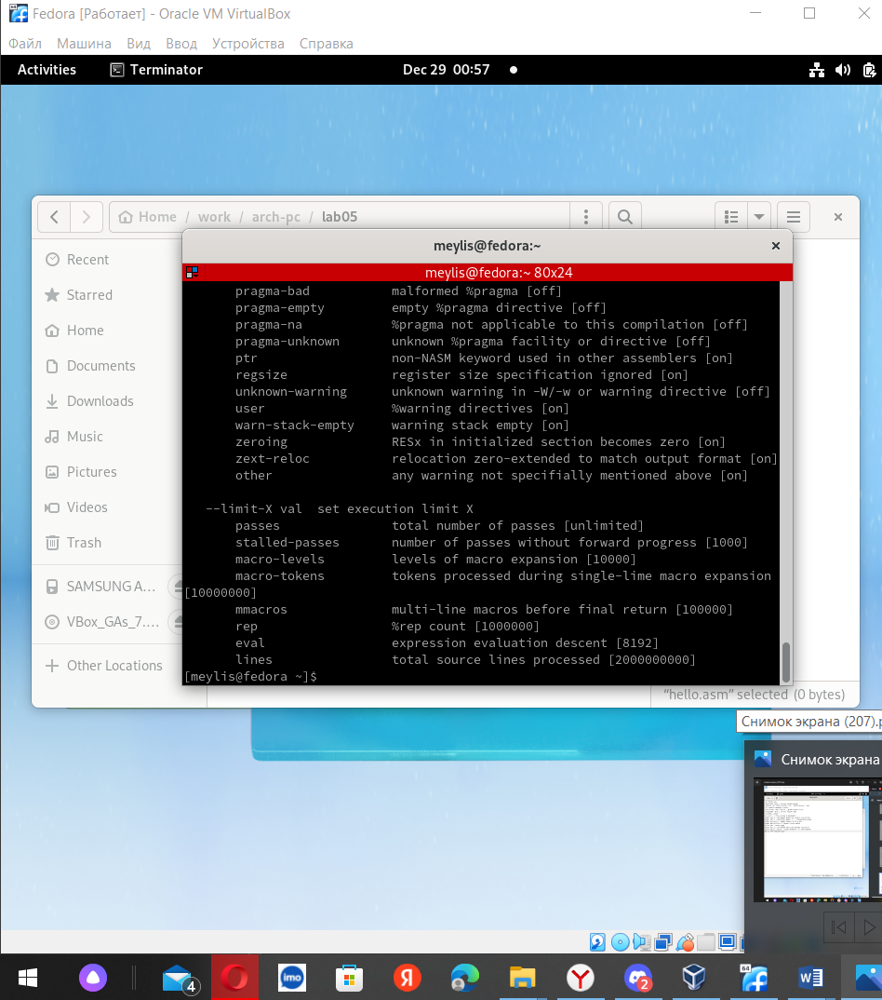 Fedora [Работает] - Oracle VM VirtualBox
Файл Машина Вид Ввод Устройства Справка
Activities Terminator Dec 29 00:57
Home / work / arch-pc / lab05
meylis@fedora:~
meylis@fedora:~ 80x24
Recent
Starred
Home
Documents
Downloads
Music
Pictures
Videos
Trash
SAMSUNG A...
VBox_GAs_7....
Other Locations
pragma-bad malformed %pragma [off]
pragma-empty empty %pragma directive [off]
pragma-na %pragma not applicable to this compilation [off]
pragma-unknown unknown %pragma facility or directive [off]
ptr non-NASM keyword used in other assemblers [on]
regsize register size specification ignored [on]
unknown-warning unknown warning in -W/-w or warning directive [off]
user %warning directives [on]
warn-stack-empty warning stack empty [on]
zeroing RESx in initialized section becomes zero [on]
zext-reloc relocation zero-extended to match output format [on]
other any warning not specifially mentioned above [on]
--limit-X val set execution limit X
passes total number of passes [unlimited]
stalled-passes number of passes without forward progress [1000]
macro-levels levels of macro expansion [10000]
macro-tokens tokens processed during single-lime macro expansion
[10000000]
mmacros multi-line macros before final return [100000]
rep %rep count [1000000]
eval expression evaluation descent [8192]
lines total source lines processed [2000000000]
[meylis@fedora ~]$
“hello.asm” selected (0 bytes)
Снимок экрана (207).p
Снимок экрана
4
imo
Я
Y
2
64
W